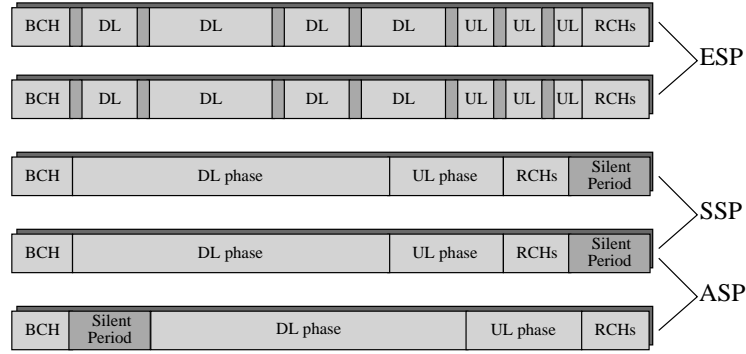 BCH DL DL DL DL UL UL UL RCHs
ESP
BCH DL DL DL DL UL UL UL RCHs
BCH DL phase UL phase RCHs Silent Period
SSP
BCH DL phase UL phase RCHs Silent Period
ASP
BCH Silent Period DL phase UL phase RCHs